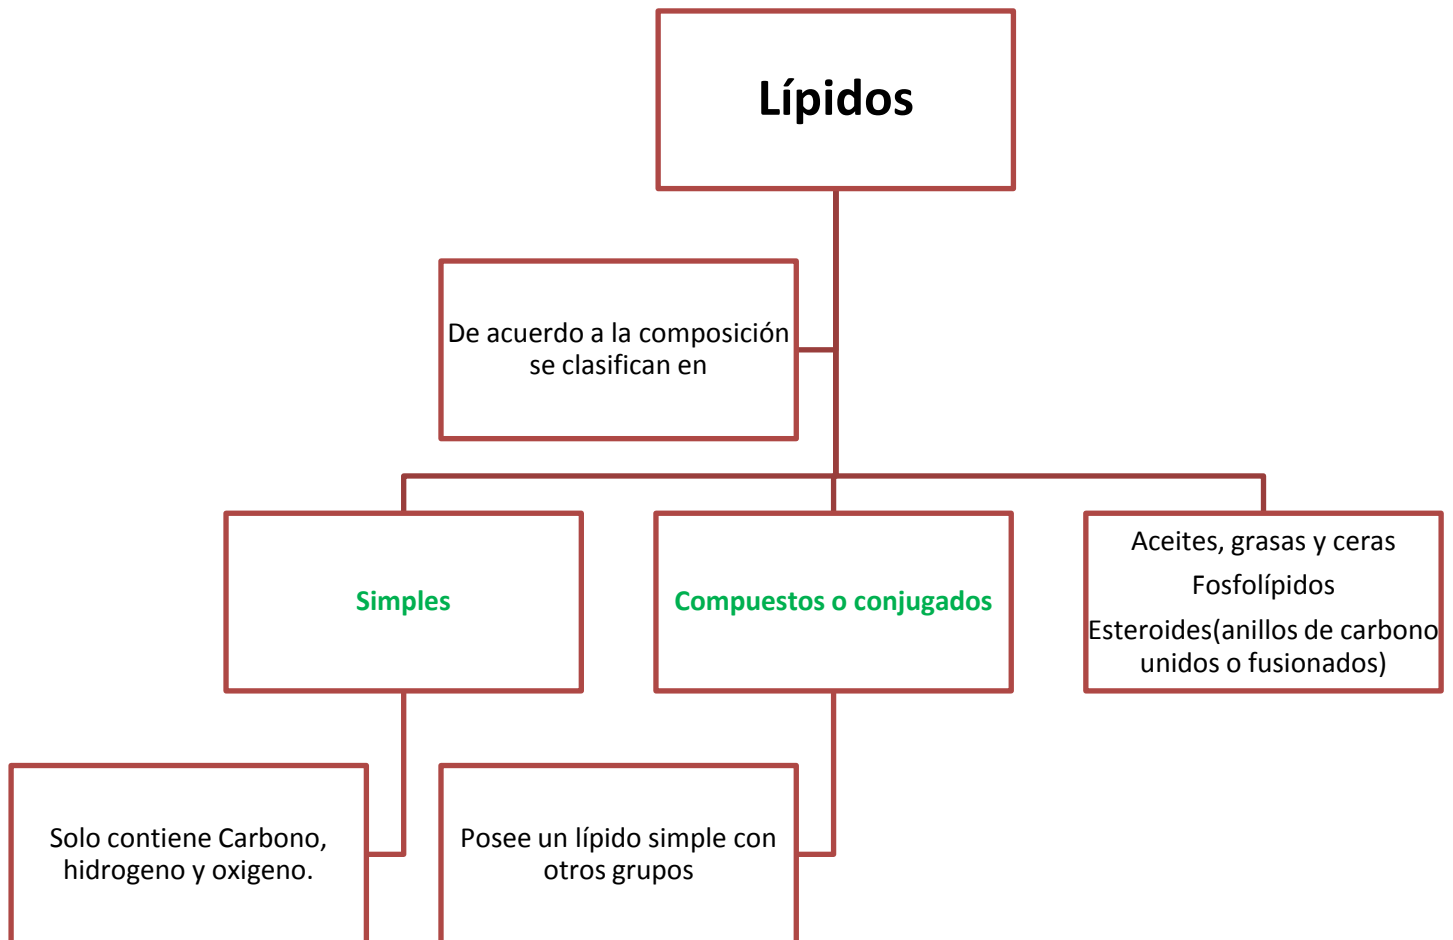 Lípidos
De acuerdo a la composición
se clasifican en
Simples
Compuestos o conjugados
Aceites, grasas y ceras
Fosfolípidos
Esteroides(anillos de carbono
unidos o fusionados)
Solo contiene Carbono,
hidrogeno y oxigeno.
Posee un lípido simple con
otros grupos